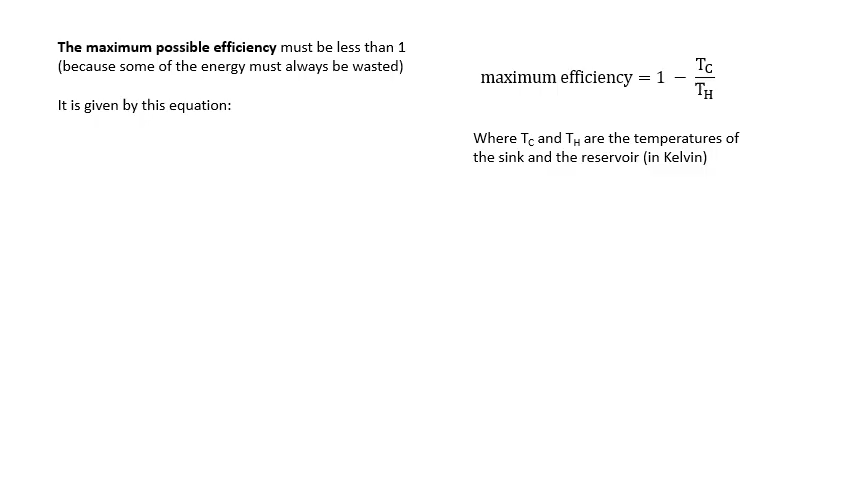 The maximum possible efficiency must be less than 1
(because some of the energy must always be wasted)
It is given by this equation:
maximum efficiency = 1 − T_C/T_H
Where T_C and T_H are the temperatures of
the sink and the reservoir (in Kelvin)